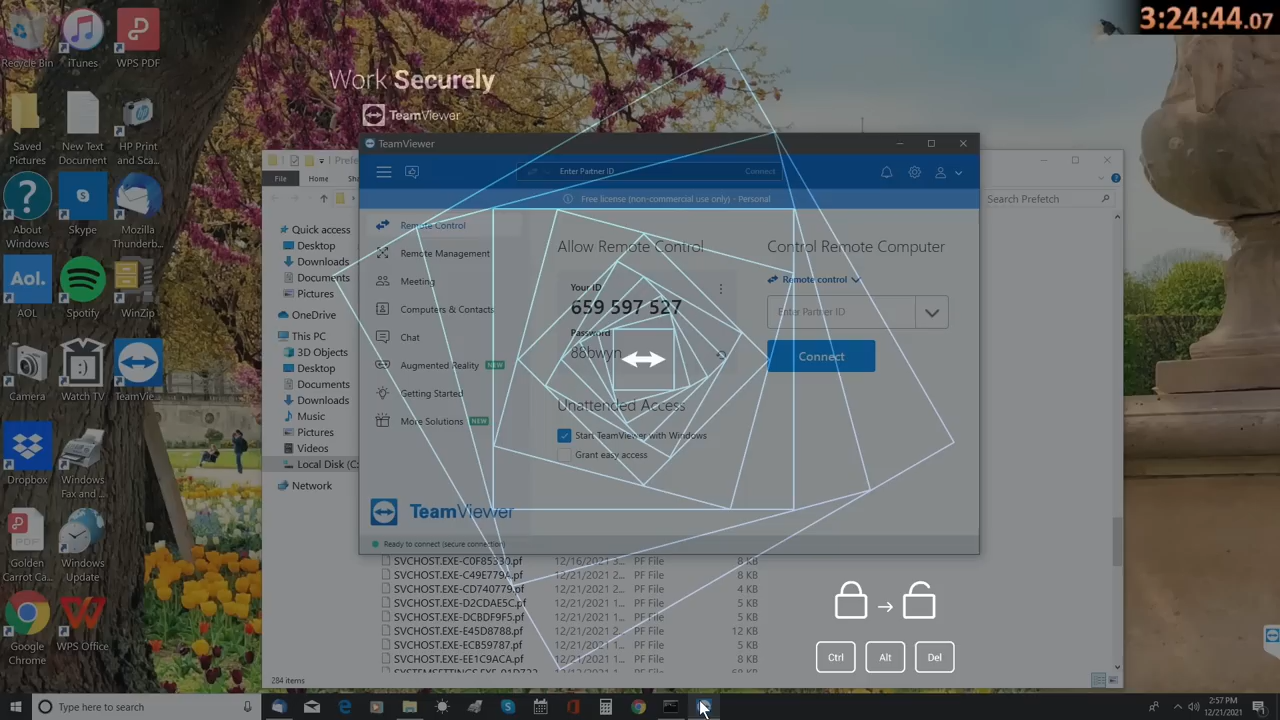 3:24:44.07
Work Securely
TeamViewer
Recycle Bin
iTunes
WPS PDF
Saved Pictures
New Text Document
HP Print and Sca...
About Windows
Skype
Mozilla Thunderb...
AOL
Spotify
WinZip
Camera
Watch TV
TeamVie...
Dropbox
Windows Fax and ...
Golden Carrot Ca...
Windows Update
Google Chrome
WPS Office
Aol.
File
Home
Search Prefetch
Quick access
Desktop
Downloads
Documents
Pictures
OneDrive
This PC
3D Objects
Desktop
Documents
Downloads
Music
Pictures
Videos
Local Disk (C:
Network
284 items
TeamViewer
Enter Partner ID
Connect
Free license (non-commercial use only) - Personal
Remote Control
Remote Management
Meeting
Computers & Contacts
Chat
Augmented Reality NEW
Getting Started
More Solutions NEW
TeamViewer
Ready to connect (secure connection)
Allow Remote Control
Your ID
659 597 527
Password
88bwyn
Unattended Access
Start TeamViewer with Windows
Grant easy access
Control Remote Computer
Remote control
Enter Partner ID
Connect
SVCHOST.EXE-C0F85330.pf 12/16/2021 3... PF File 8 KB
SVCHOST.EXE-C49E779A.pf 12/21/2021 ... PF File 8 KB
SVCHOST.EXE-CD740779.pf 12/21/2021 ... PF File 4 KB
SVCHOST.EXE-D2CDAE5C.pf 12/21/2021 ... PF File 4 KB
SVCHOST.EXE-DCBDF9F5.pf 12/21/2021 ... PF File 5 KB
SVCHOST.EXE-E45D8788.pf 12/21/2021 ... PF File 12 KB
SVCHOST.EXE-ECB59787.pf 12/21/2021 ... PF File 5 KB
SVCHOST.EXE-EE1C9ACA.pf 12/21/2021 ... PF File 8 KB
Ctrl Alt Del
Type here to search
2:57 PM
12/21/2021